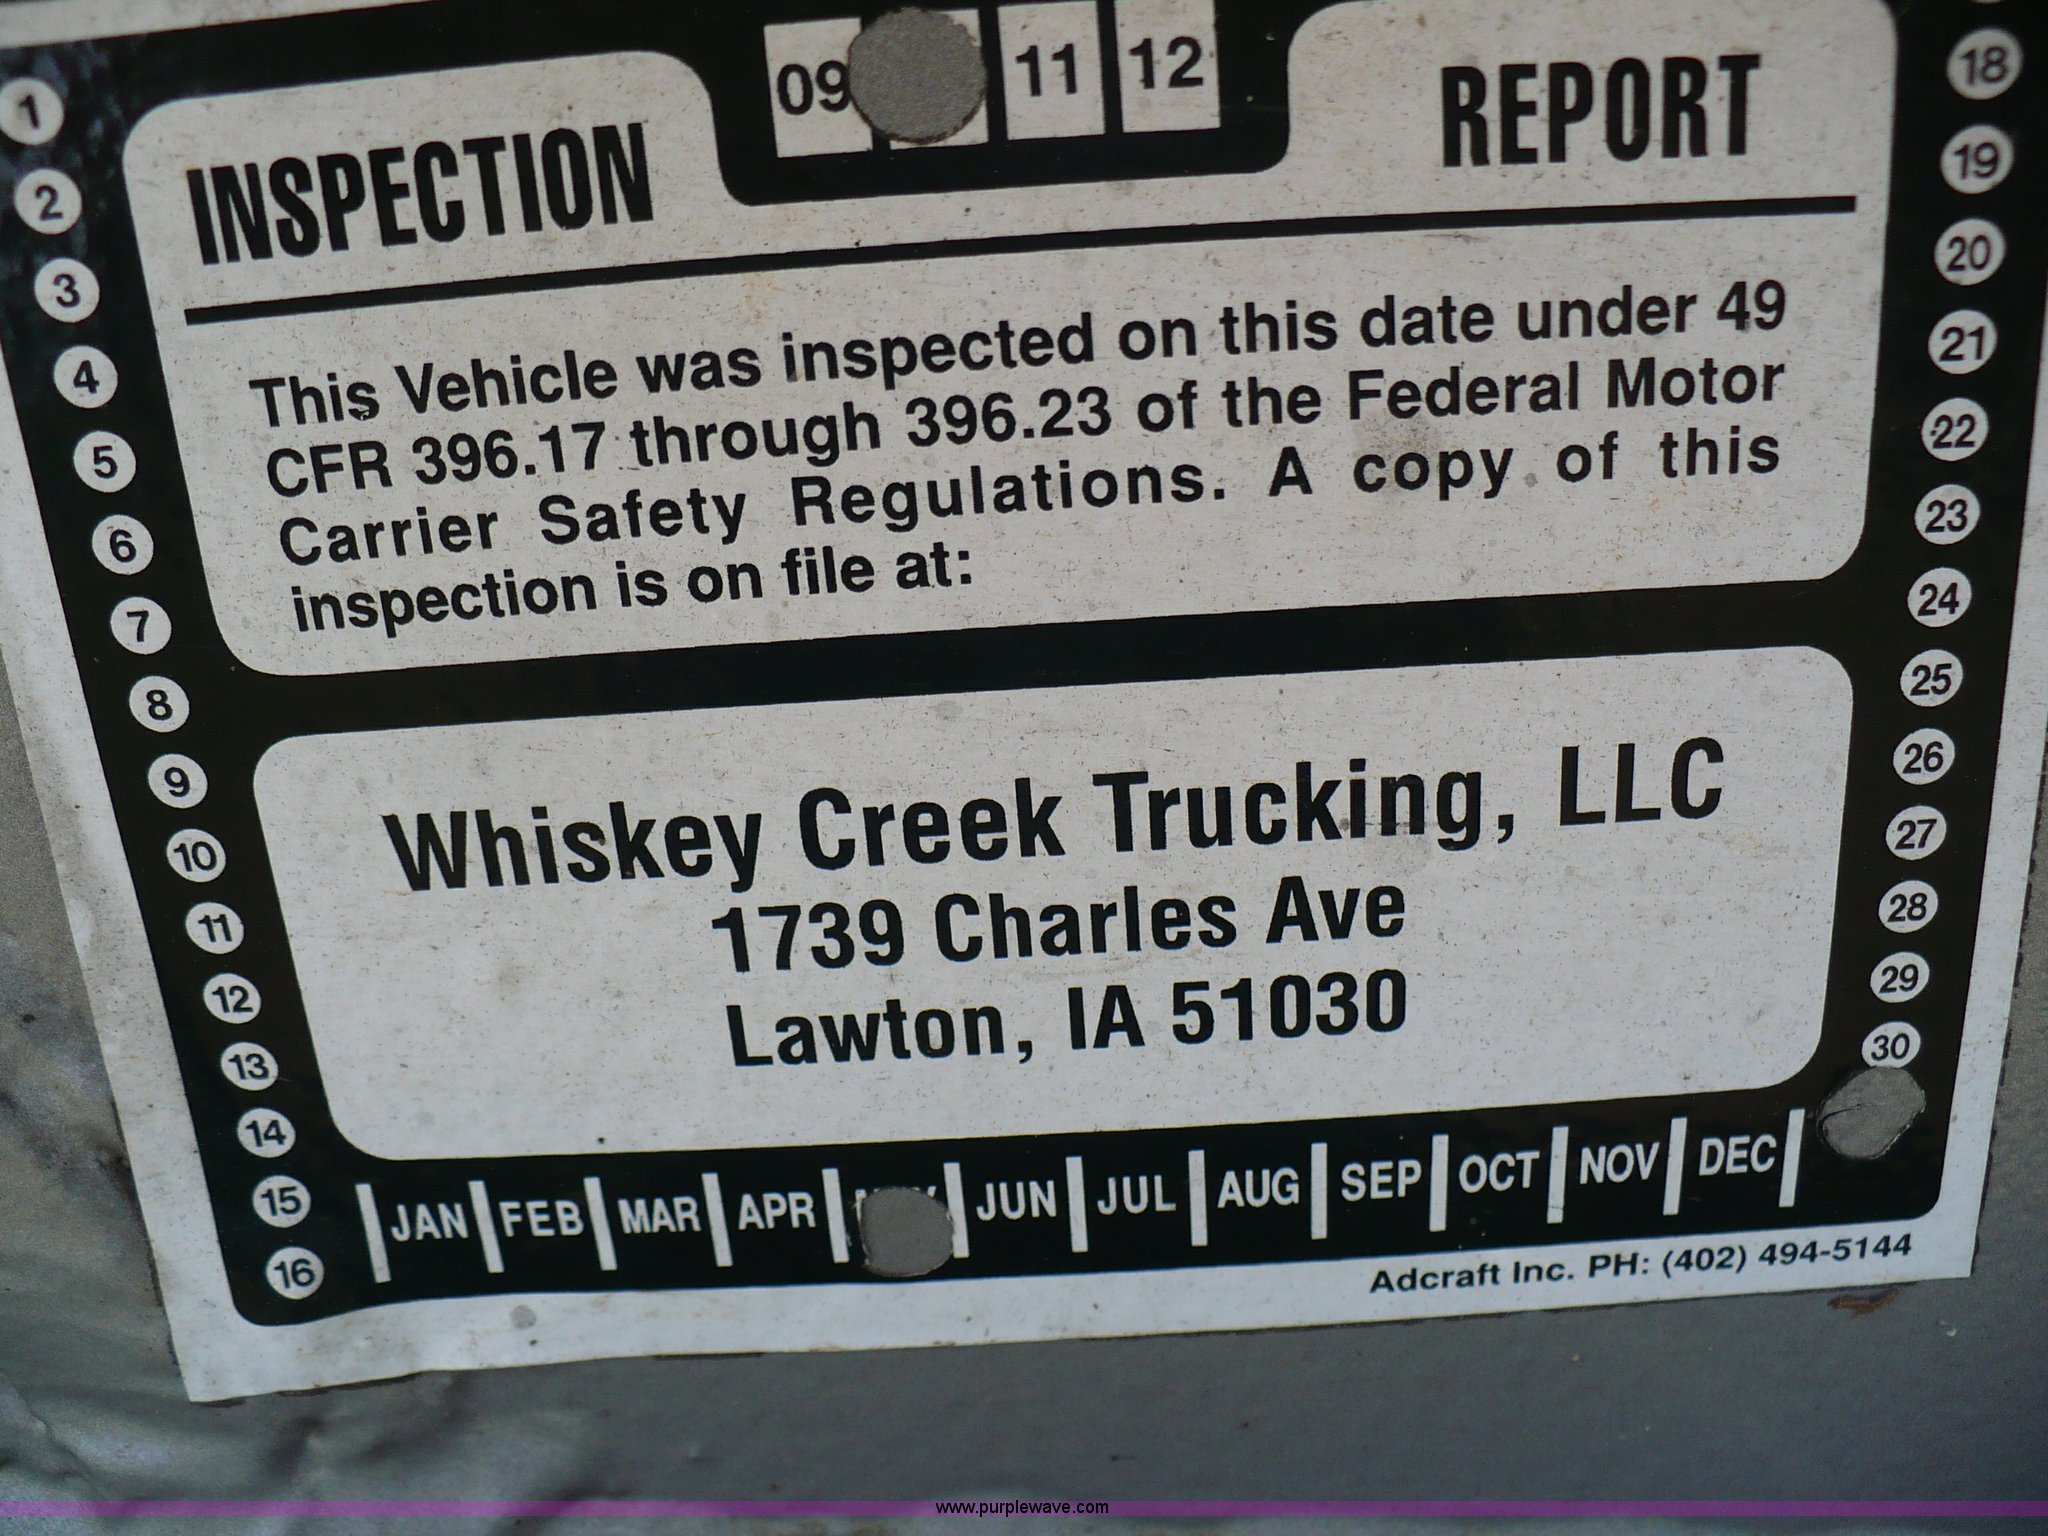 09 11 12
INSPECTION REPORT
This Vehicle was inspected on this date under 49
CFR 396.17 through 396.23 of the Federal Motor
Carrier Safety Regulations. A copy of this
inspection is on file at:
Whiskey Creek Trucking, LLC
1739 Charles Ave
Lawton, IA 51030
1
2
3
4
5
6
7
8
9
10
11
12
13
14
15
16
18
19
20
21
22
23
24
25
26
27
28
29
30
JAN FEB MAR APR JUN JUL AUG SEP OCT NOV DEC
Adcraft Inc. PH: (402) 494-5144
www.purplewave.com